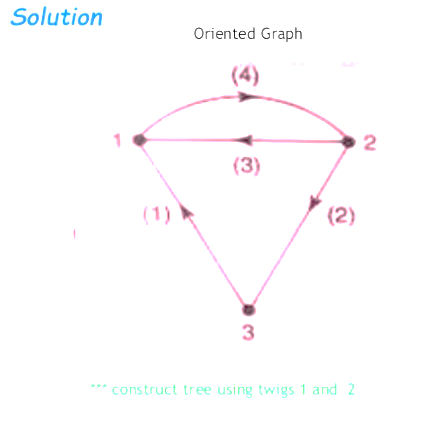 Solution
Oriented Graph
(4)
1
2
(3)
(1)
(2)
3
*** construct tree using twigs 1 and 2